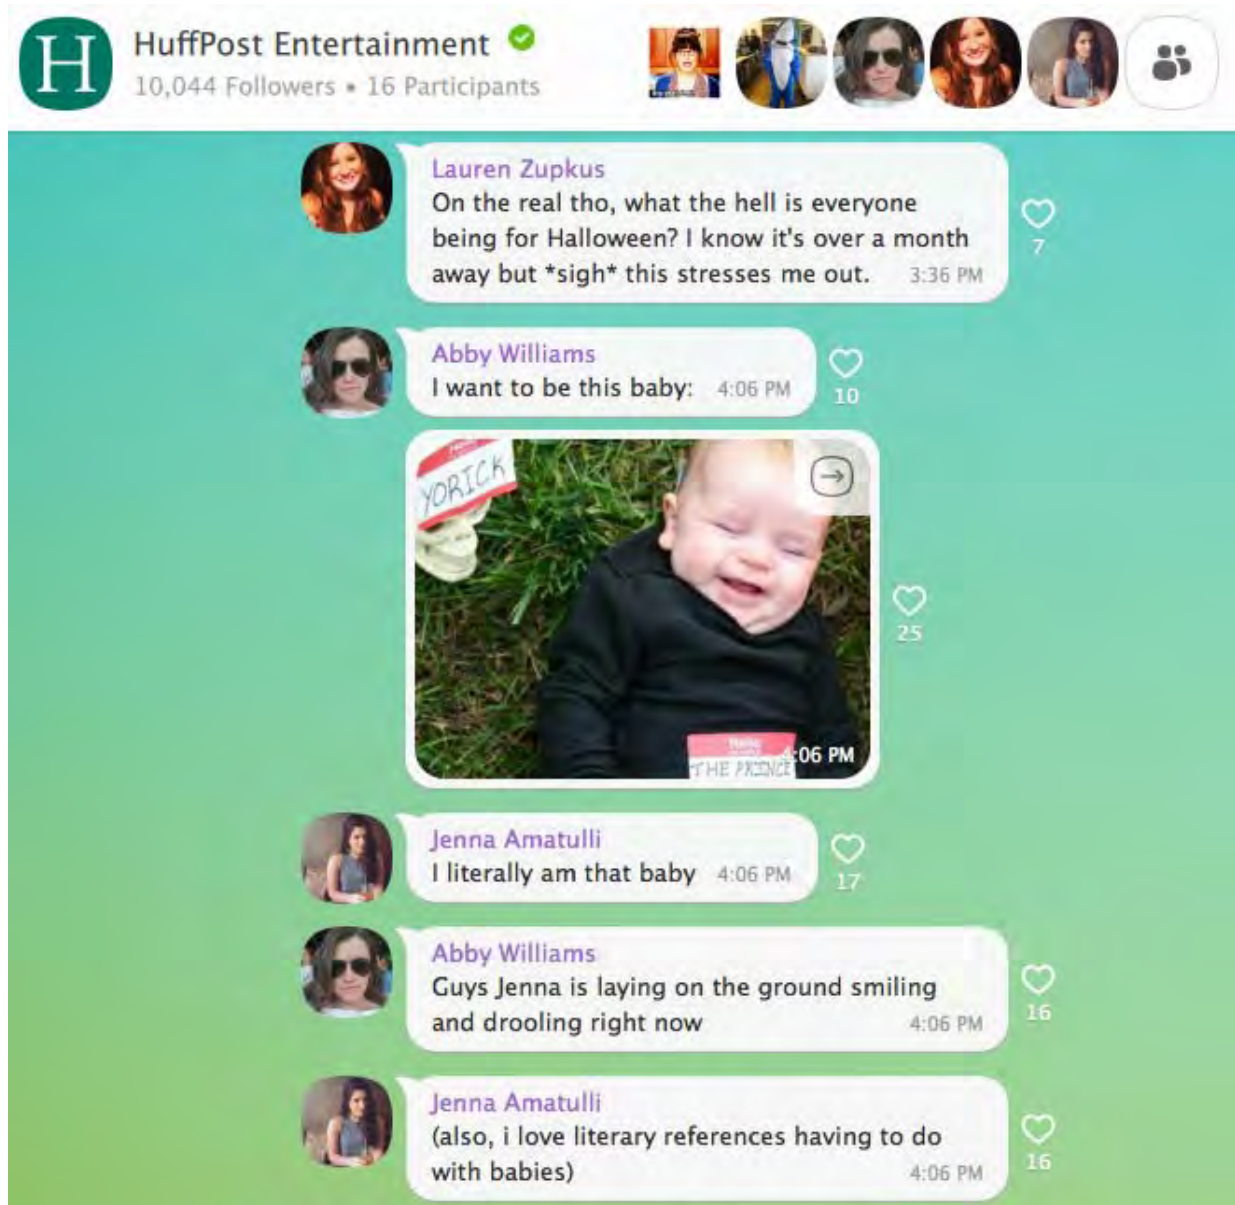 H
HuffPost Entertainment
10,044 Followers • 16 Participants
Lauren Zupkus
On the real tho, what the hell is everyone
being for Halloween? I know it's over a month
away but *sigh* this stresses me out. 3:36 PM
7
Abby Williams
I want to be this baby: 4:06 PM
10
YORICK
25
Hello
4:06 PM
THE PRINCE
Jenna Amatulli
I literally am that baby 4:06 PM
17
Abby Williams
Guys Jenna is laying on the ground smiling
and drooling right now 4:06 PM
16
Jenna Amatulli
(also, i love literary references having to do
with babies) 4:06 PM
16